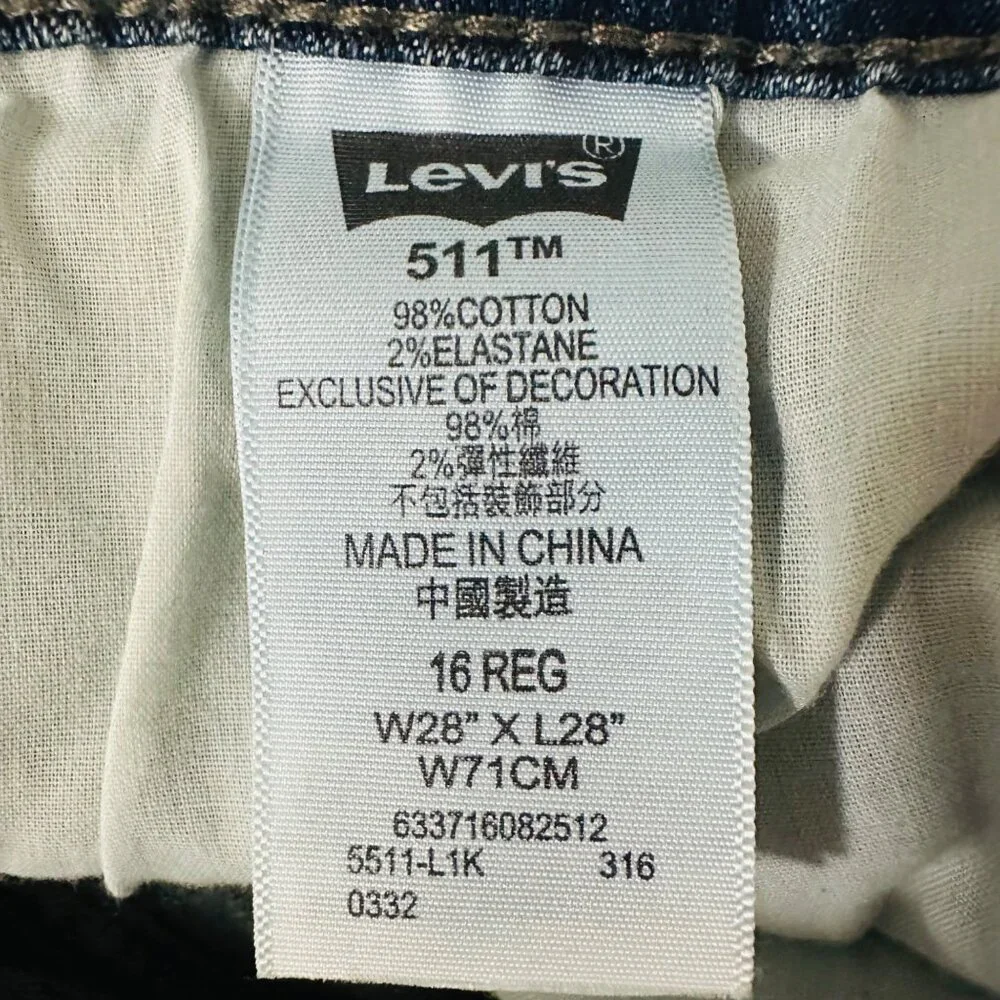 Levi's®
511™
98%COTTON
2%ELASTANE
EXCLUSIVE OF DECORATION
98%棉
2%彈性纖維
不包括裝飾部分
MADE IN CHINA
中國製造
16 REG
W28” X L28”
W71CM
633716082512
5511-L1K 316
0332